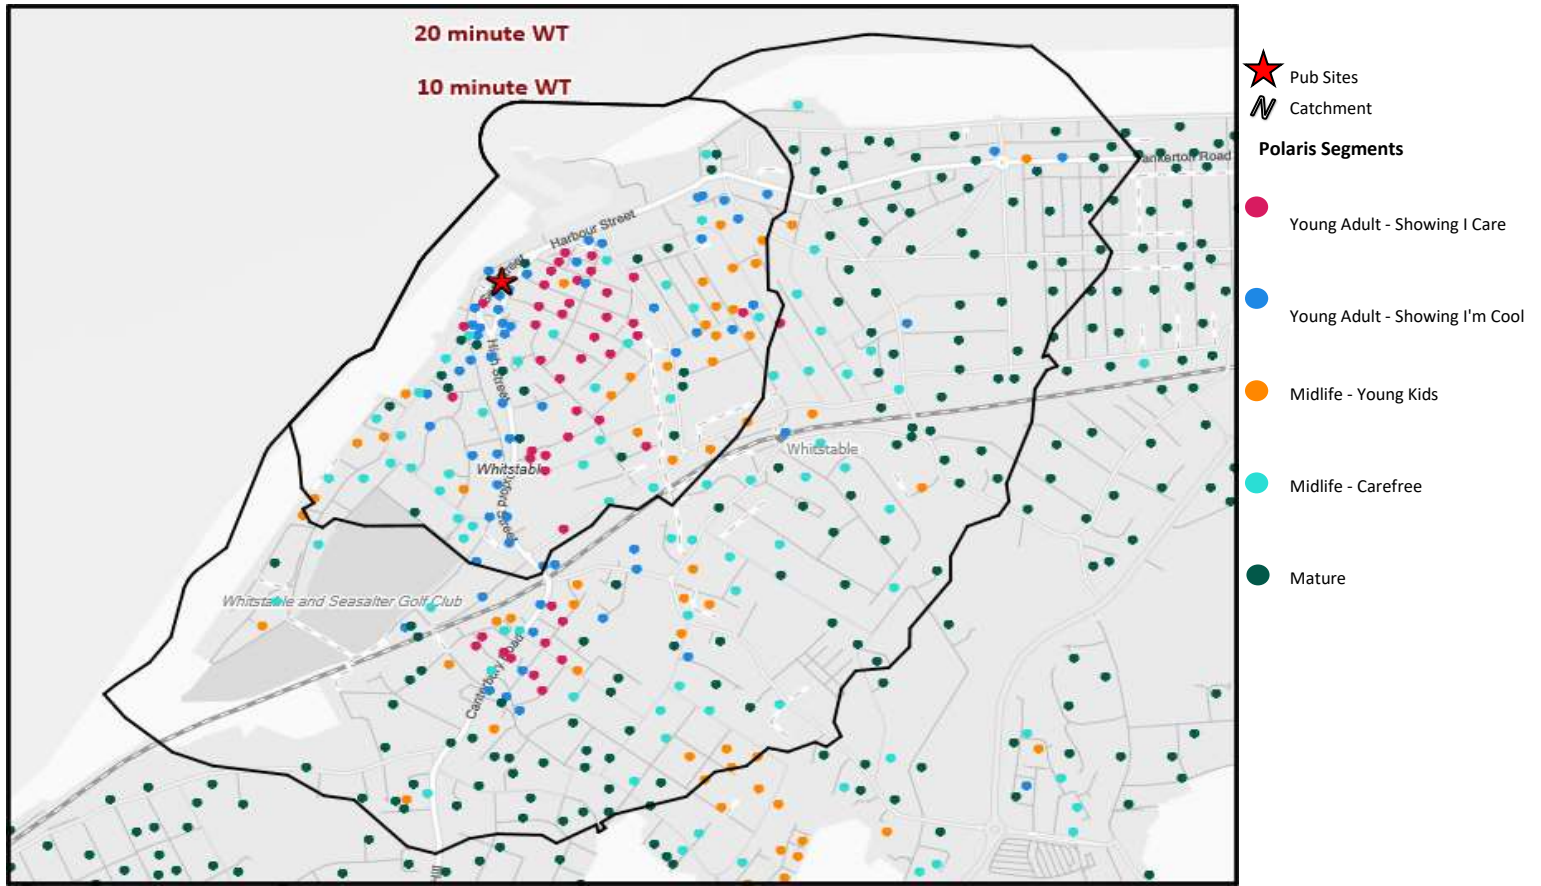 20 minute WT
10 minute WT
Pub Sites
Catchment
Polaris Segments
Young Adult - Showing I Care
Young Adult - Showing I'm Cool
Midlife - Young Kids
Midlife - Carefree
Mature
ankerton Road
Harbour Street
High Street
Whitstable
Whitstable
Oxford Street
Whitstable and Seasalter Golf Club
Canterbury Road